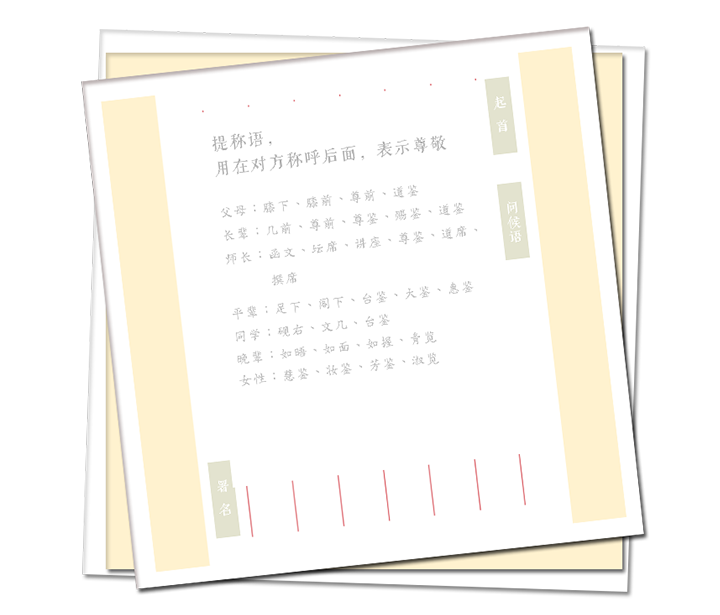 起首
提称语，
用在对方称呼后面，表示尊敬
问候语
父母：膝下、膝前、尊前、道鉴
长辈：几前、尊前、尊鉴、赐鉴、道鉴
师长：函文、坛席、讲座、尊鉴、道席、
撰席
平辈：足下、阁下、台鉴、大鉴、惠鉴
同学：砚右、文几、台鉴
晚辈：如晤、如面、如握、青览
女性：慧鉴、妆鉴、芳鉴、淑览
署名